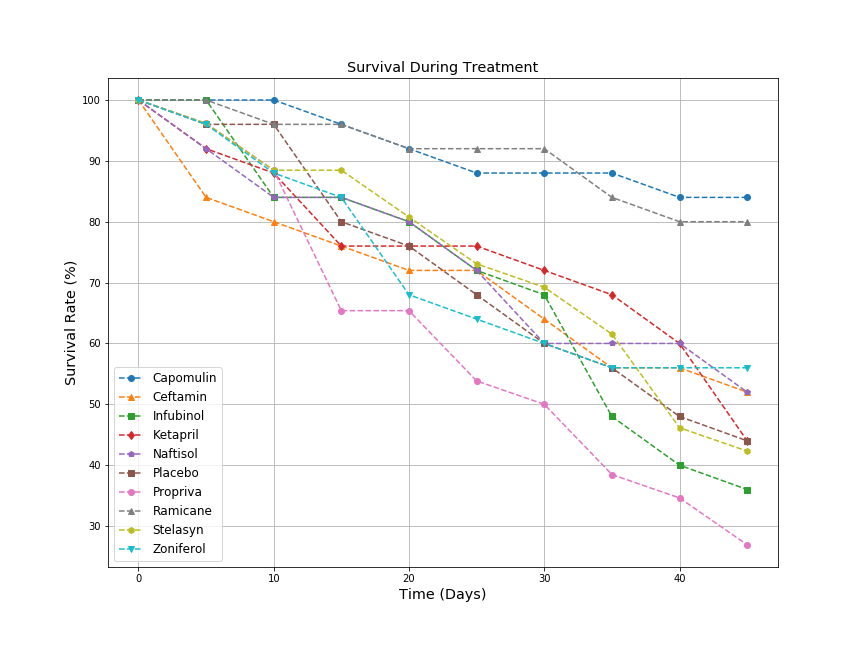 Survival During Treatment
Survival Rate (%)
100
90
80
70
60
50
40
30
Capomulin
Ceftamin
Infubinol
Ketapril
Naftisol
Placebo
Propriva
Ramicane
Stelasyn
Zoniferol
0 10 20 30 40
Time (Days)